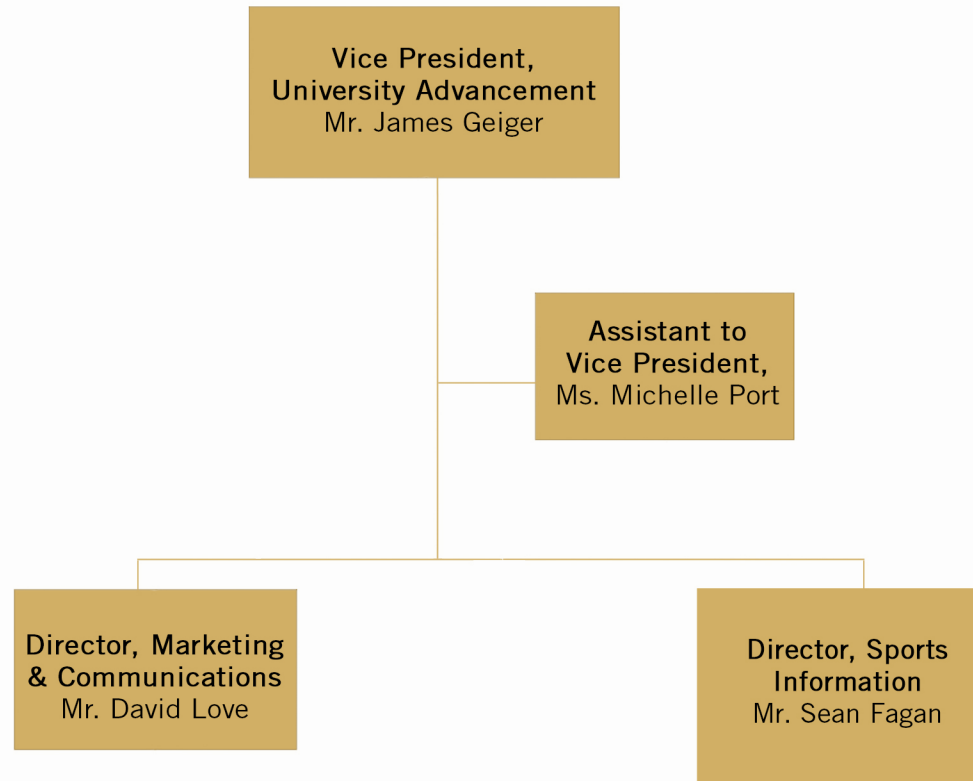 Vice President,
University Advancement
Mr. James Geiger
Assistant to
Vice President,
Ms. Michelle Port
Director, Marketing
& Communications
Mr. David Love
Director, Sports
Information
Mr. Sean Fagan